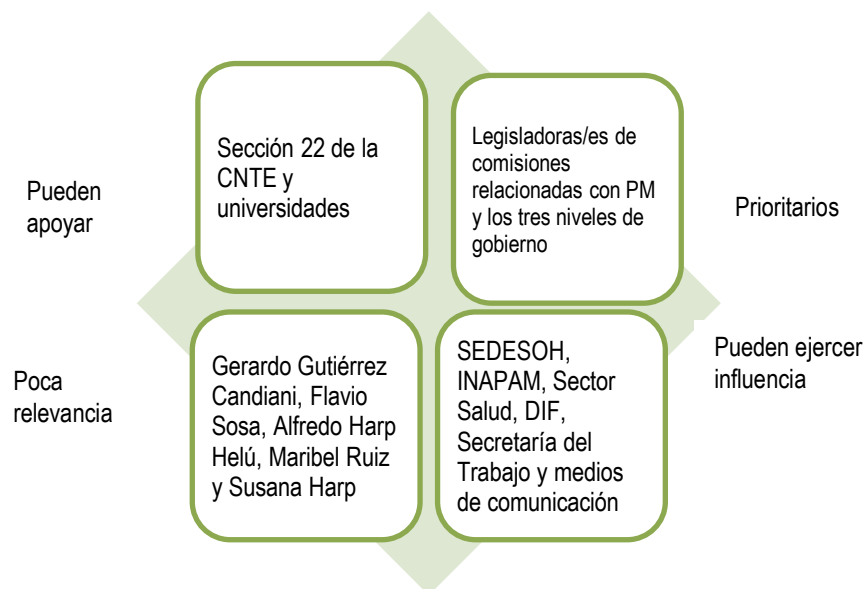 Pueden
apoyar
Sección 22 de la
CNTE y
universidades
Legisladoras/es de
comisiones
relacionadas con PM
y los tres niveles de
gobierno
Prioritarios
Poca
relevancia
Gerardo Gutiérrez
Candiani, Flavio
Sosa, Alfredo Harp
Helú, Maribel Ruiz
y Susana Harp
SEDESOH,
INAPAM, Sector
Salud, DIF,
Secretaría del
Trabajo y medios
de comunicación
Pueden ejercer
influencia